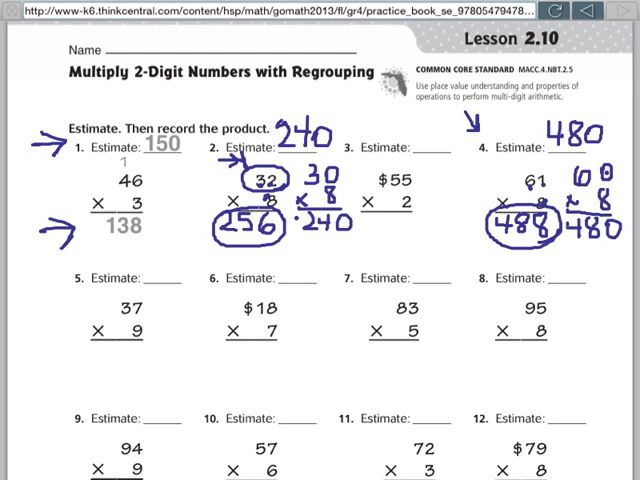 http://www-k6.thinkcentral.com/content/hsp/math/gomath2013/fl/gr4/practice_book_se_97805479478...
Lesson 2.10
Name
Multiply 2-Digit Numbers with Regrouping
COMMON CORE STANDARD MACC.4.NBT.2.5
Use place value understanding and properties of
operations to perform multi-digit arithmetic.
Estimate. Then record the product.
1. Estimate: 150
1
46
× 3
138
2. Estimate: 240
32
× 8
256
30
× 8
240
3. Estimate:
$55
× 2
4. Estimate: 480
61
× 8
488
60
× 8
480
5. Estimate:
37
× 9
6. Estimate:
$18
× 7
7. Estimate:
83
× 5
8. Estimate:
95
× 8
9. Estimate:
94
× 9
10. Estimate:
57
× 6
11. Estimate:
72
× 3
12. Estimate:
$79
× 8